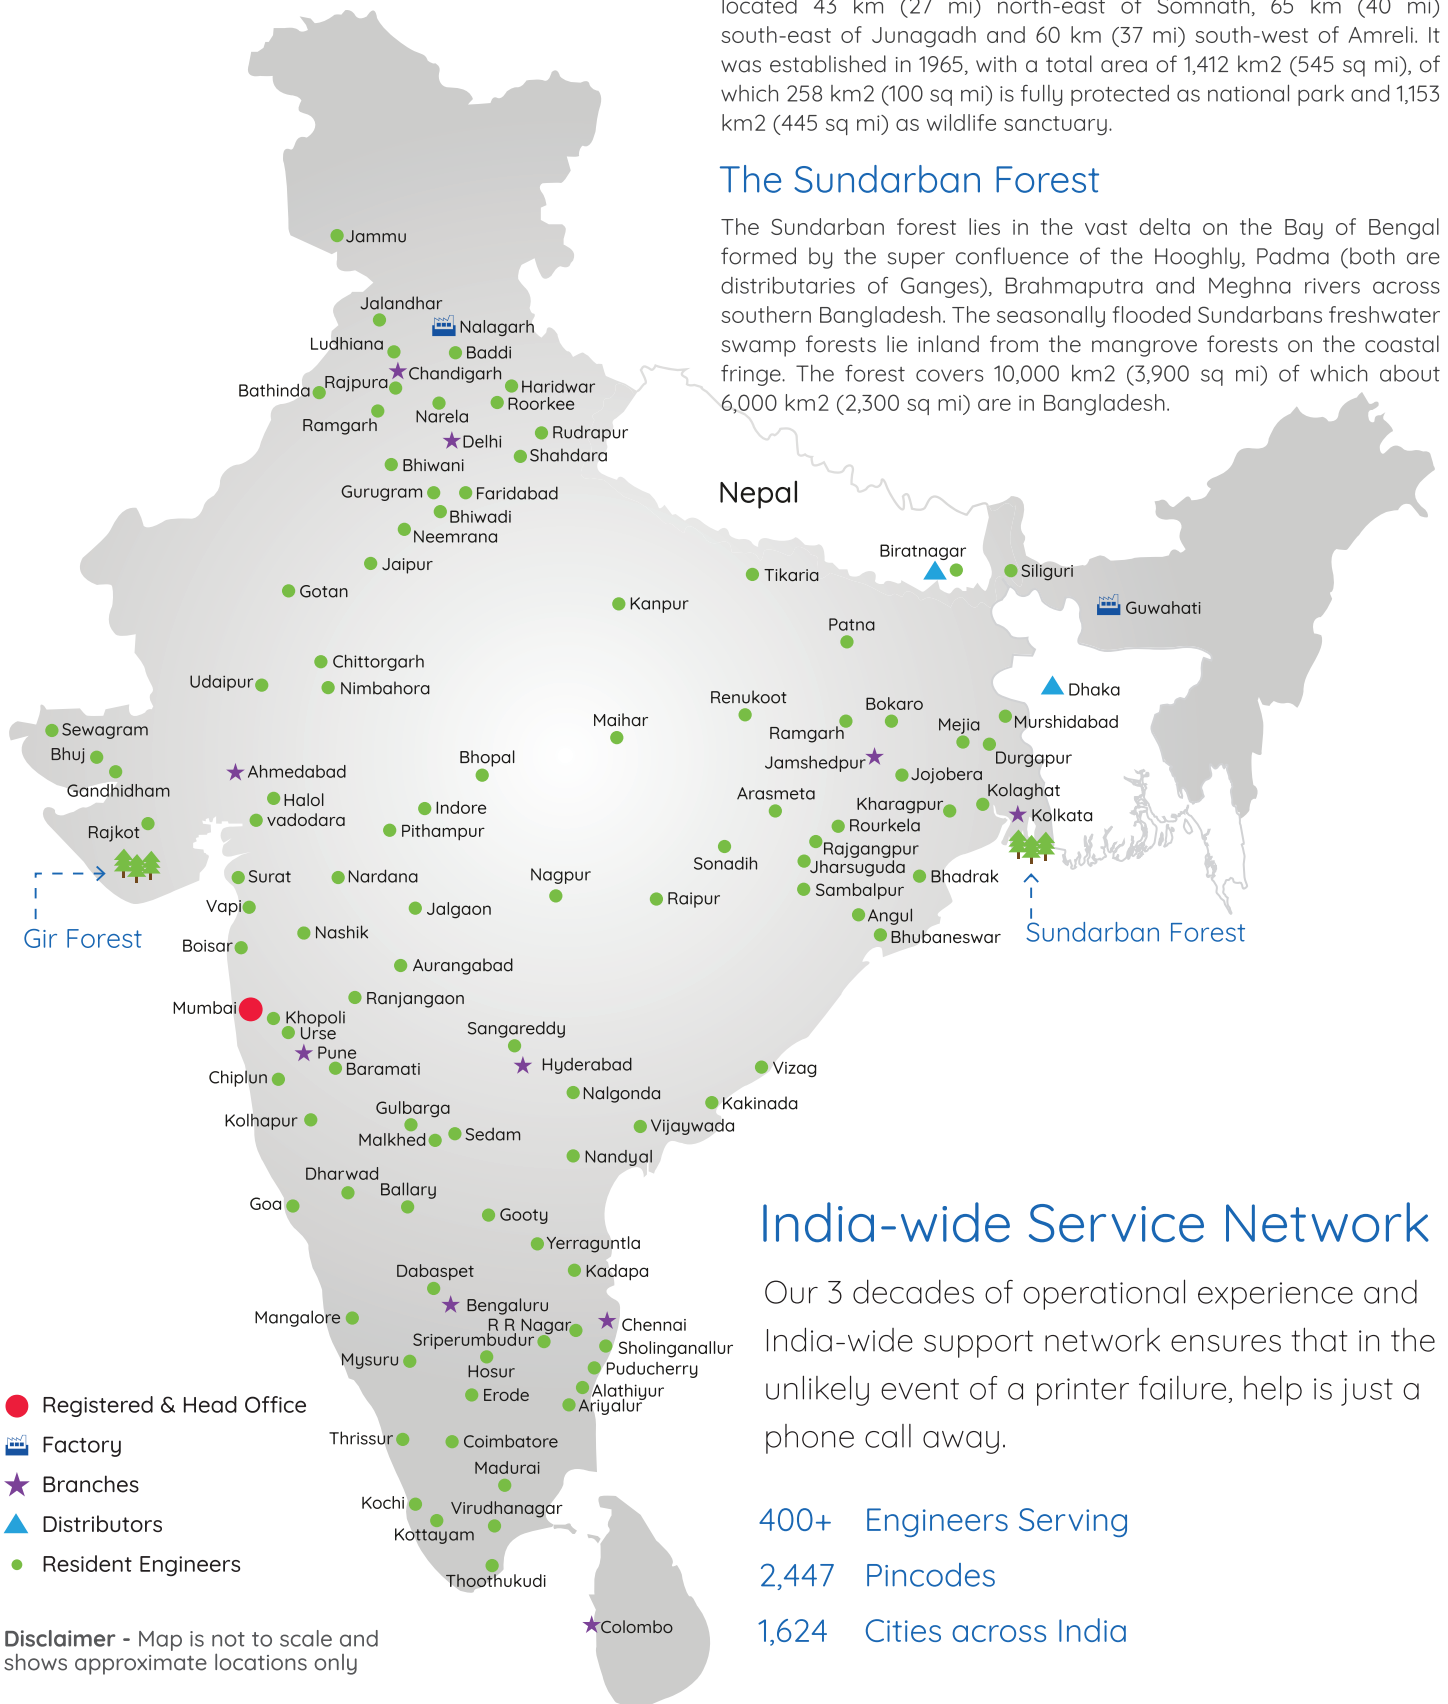 located 43 km (27 mi) north-east of Somnath, 65 km (40 mi)
south-east of Junagadh and 60 km (37 mi) south-west of Amreli. It
was established in 1965, with a total area of 1,412 km2 (545 sq mi), of
which 258 km2 (100 sq mi) is fully protected as national park and 1,153
km2 (445 sq mi) as wildlife sanctuary.
The Sundarban Forest
The Sundarban forest lies in the vast delta on the Bay of Bengal
formed by the super confluence of the Hooghly, Padma (both are
distributaries of Ganges), Brahmaputra and Meghna rivers across
southern Bangladesh. The seasonally flooded Sundarbans freshwater
swamp forests lie inland from the mangrove forests on the coastal
fringe. The forest covers 10,000 km2 (3,900 sq mi) of which about
6,000 km2 (2,300 sq mi) are in Bangladesh.
Jammu
Jalandhar
Nalagarh
Ludhiana
Baddi
Chandigarh
Rajpura
Bathinda
Haridwar
Roorkee
Narela
Ramgarh
Rudrapur
Delhi
Shahdara
Bhiwani
Gurugram
Faridabad
Bhiwadi
Neemrana
Jaipur
Gotan
Nepal
Biratnagar
Siliguri
Tikaria
Kanpur
Guwahati
Patna
Chittorgarh
Udaipur
Nimbahora
Dhaka
Renukoot
Bokaro
Maihar
Ramgarh
Mejia
Murshidabad
Sewagram
Bhuj
Durgapur
Bhopal
Jamshedpur
Ahmedabad
Jojobera
Gandhidham
Kolaghat
Arasmeta
Halol
Kharagpur
Indore
Kolkata
vadodara
Rajkot
Pithampur
Rourkela
Rajgangpur
Sonadih
Jharsuguda
Surat
Nardana
Nagpur
Bhadrak
Sambalpur
Raipur
Vapi
Jalgaon
Angul
Gir Forest
Nashik
Bhubaneswar
Sundarban Forest
Boisar
Aurangabad
Ranjangaon
Mumbai
Khopoli
Urse
Sangareddy
Pune
Hyderabad
Baramati
Vizag
Chiplun
Nalgonda
Kakinada
Gulbarga
Kolhapur
Vijaywada
Malkhed
Sedam
Nandyal
Dharwad
Ballary
Goa
Gooty
Yerraguntla
Dabaspet
Kadapa
Bengaluru
Mangalore
R R Nagar
Chennai
Sriperumbudur
Sholinganallur
Mysuru
Hosur
Puducherry
Alathiyur
Erode
Ariyalur
Thrissur
Coimbatore
Madurai
Kochi
Virudhanagar
Kottayam
Thoothukudi
Colombo
India-wide Service Network
Our 3 decades of operational experience and
India-wide support network ensures that in the
unlikely event of a printer failure, help is just a
phone call away.
400+ Engineers Serving
2,447 Pincodes
1,624 Cities across India
Registered & Head Office
Factory
Branches
Distributors
Resident Engineers
Disclaimer - Map is not to scale and
shows approximate locations only